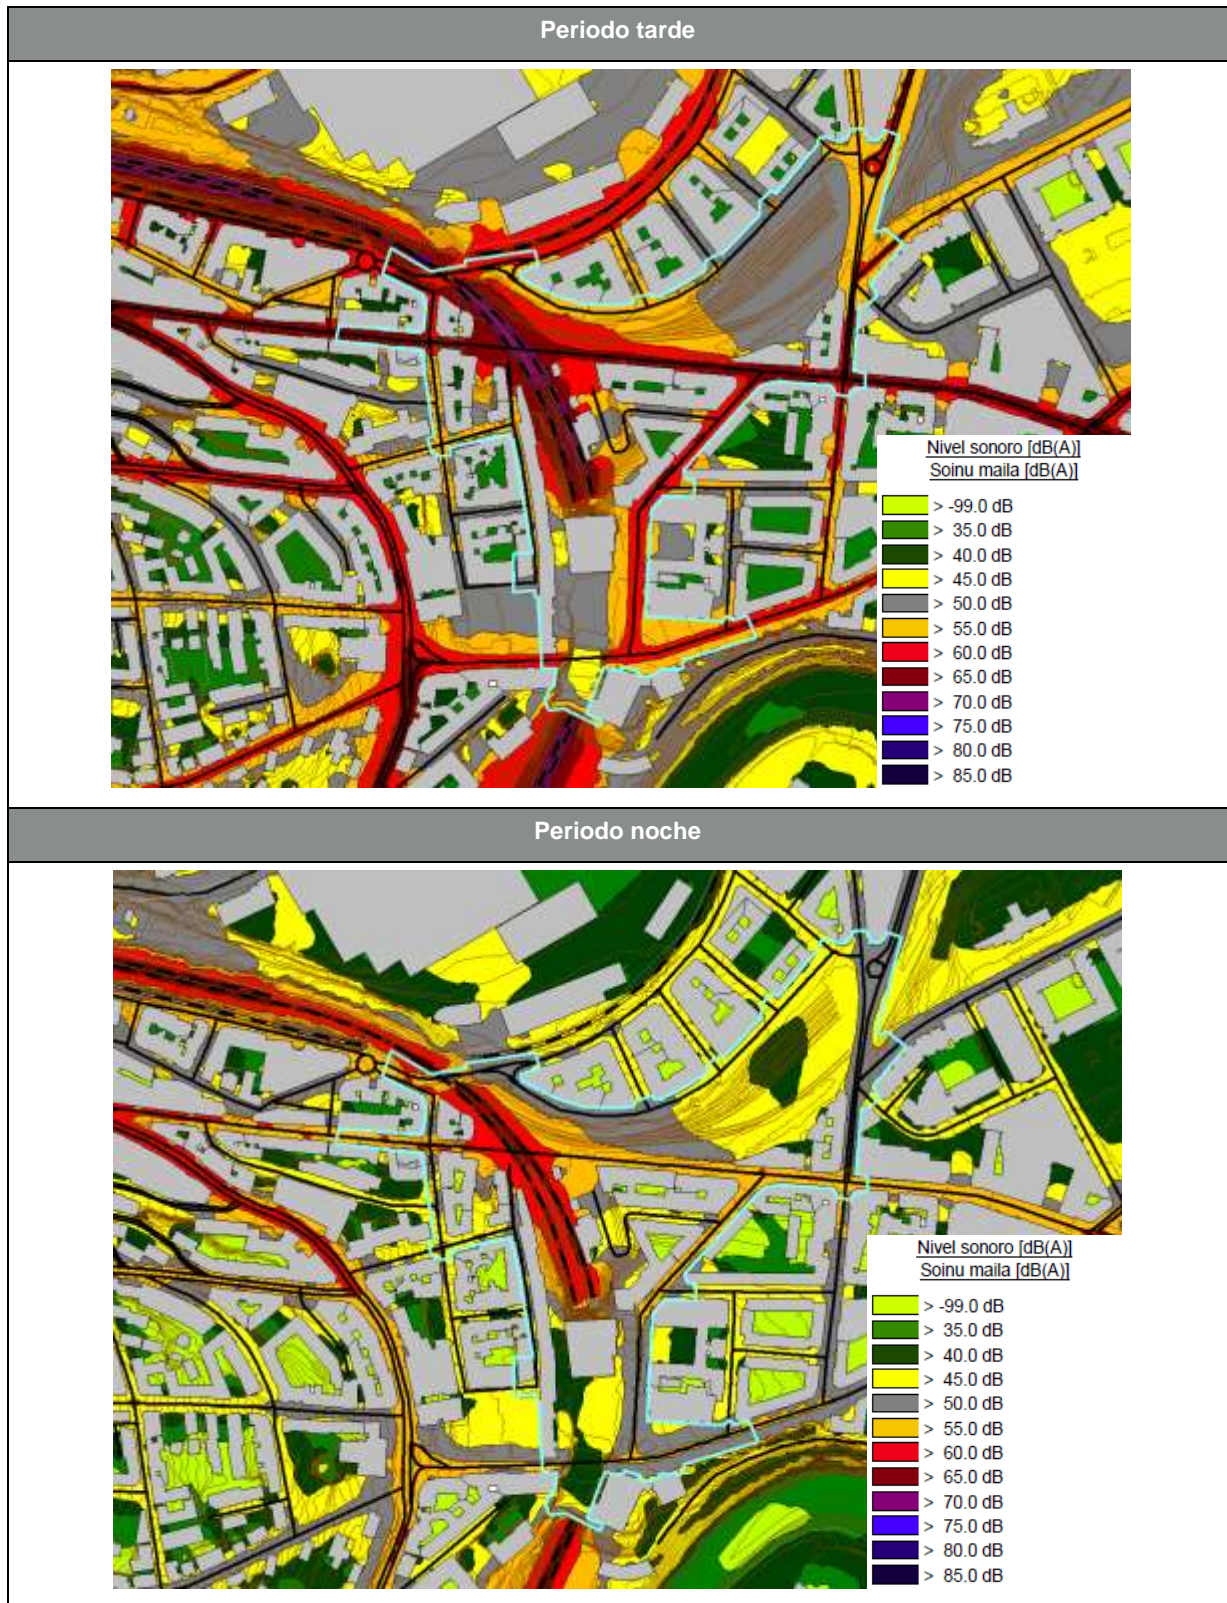 Periodo tarde
Nivel sonoro [dB(A)]
Soinu maila [dB(A)]
> -99.0 dB
> 35.0 dB
> 40.0 dB
> 45.0 dB
> 50.0 dB
> 55.0 dB
> 60.0 dB
> 65.0 dB
> 70.0 dB
> 75.0 dB
> 80.0 dB
> 85.0 dB
Periodo noche
Nivel sonoro [dB(A)]
Soinu maila [dB(A)]
> -99.0 dB
> 35.0 dB
> 40.0 dB
> 45.0 dB
> 50.0 dB
> 55.0 dB
> 60.0 dB
> 65.0 dB
> 70.0 dB
> 75.0 dB
> 80.0 dB
> 85.0 dB